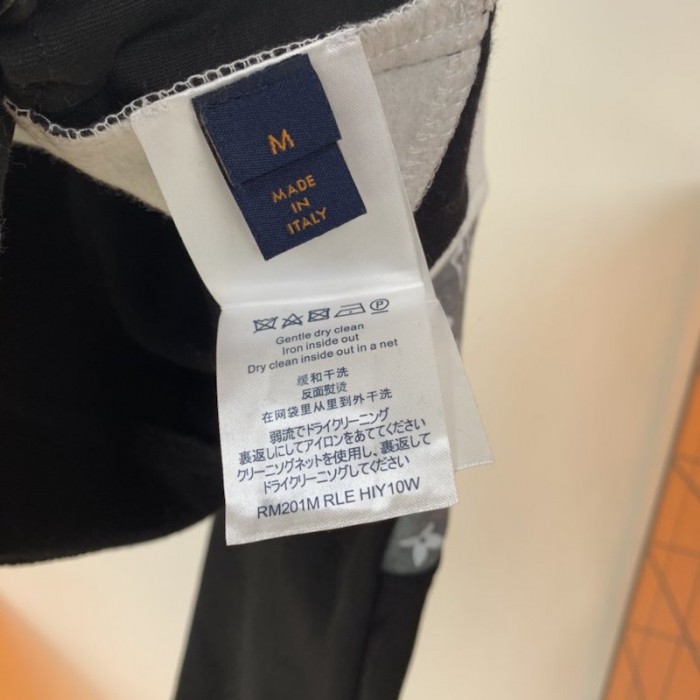 M
MADE
IN
ITALY
Gentle dry clean
Iron inside out
Dry clean inside out in a net
缓和干洗
反面熨烫
在网袋里从里到外干洗
弱流でドライクリーニング
裏返しにしてアイロンをあててください
クリーニングネットを使用し、裏返して
ドライクリーニングしてください
RM201M RLE HIY10W